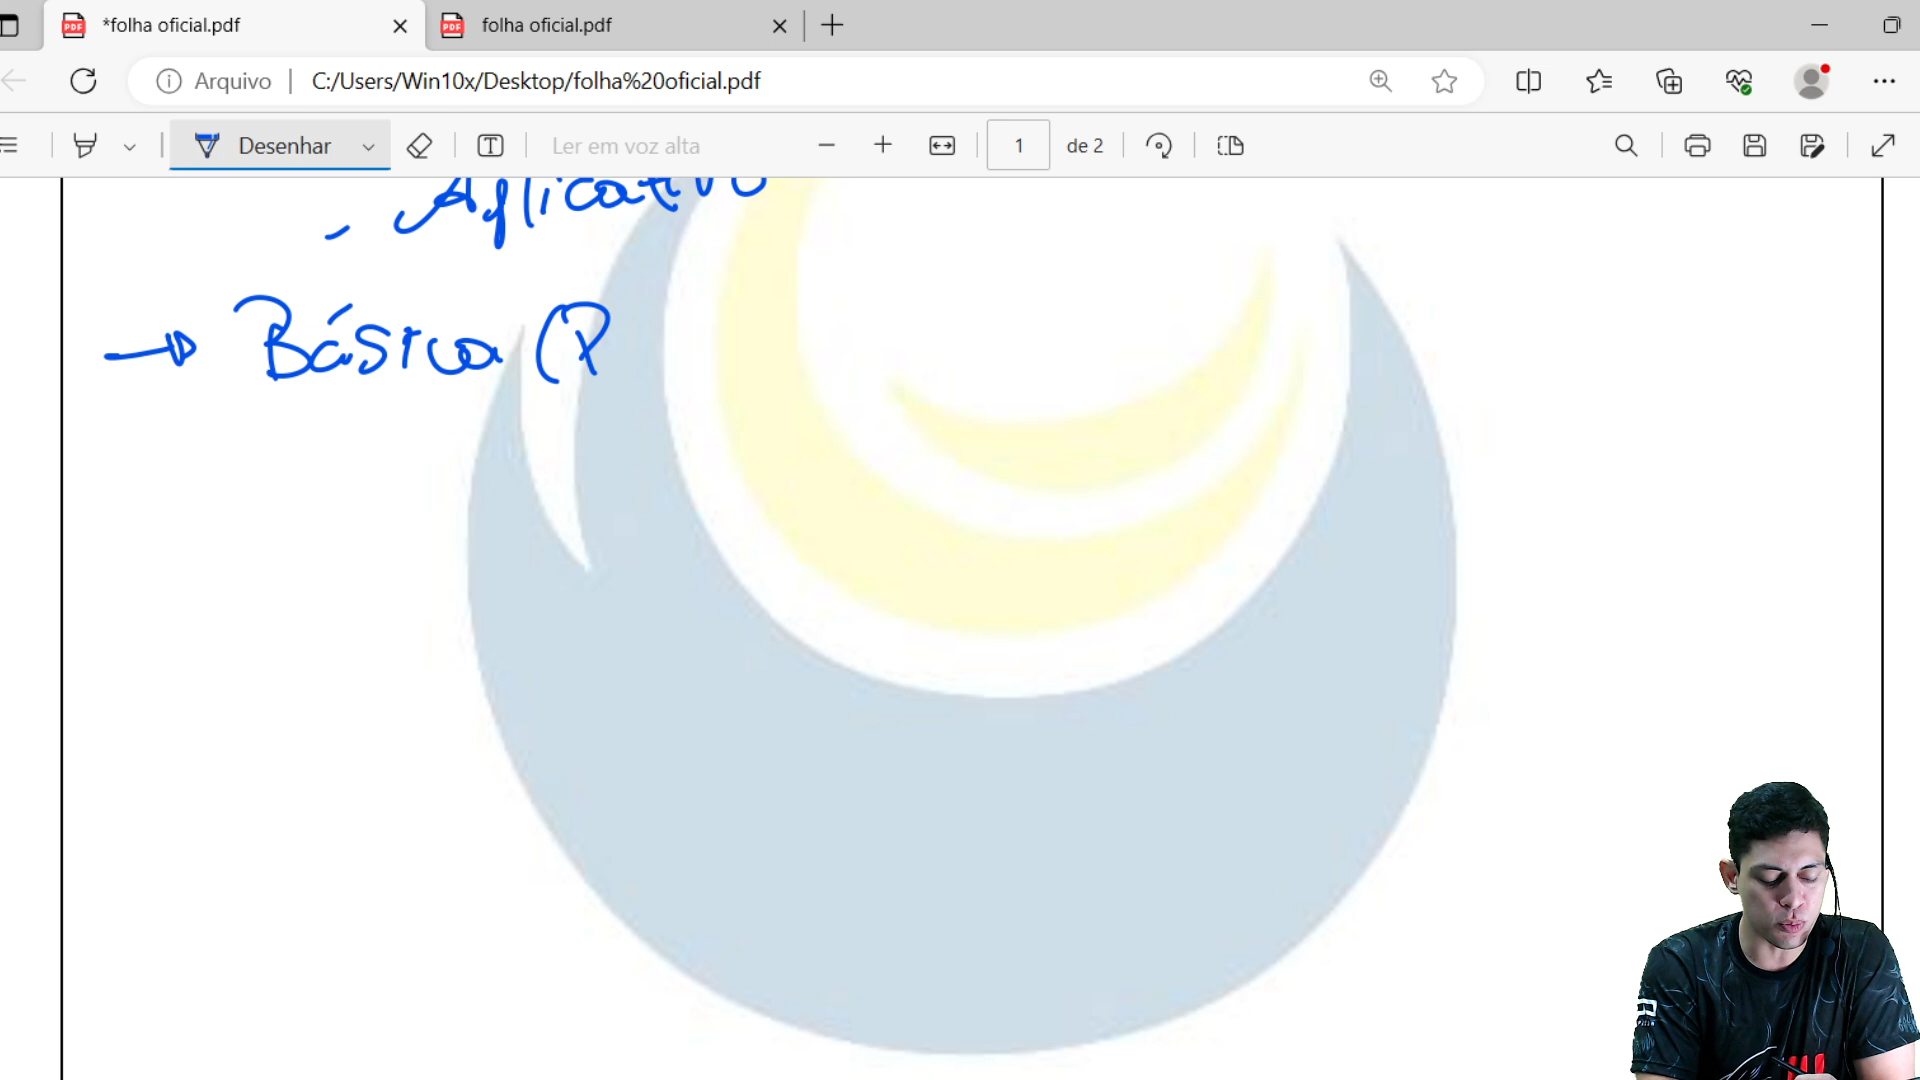 *folha oficial.pdf
folha oficial.pdf
Arquivo
C:/Users/Win10x/Desktop/folha%20oficial.pdf
Desenhar
Ler em voz alta
1
de 2
- Aplicativo
→ Básica (P